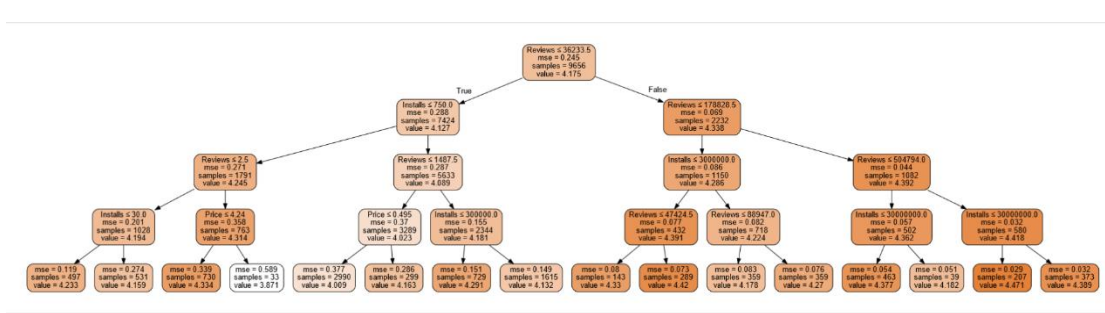 Reviews ≤ 36233.5
mse = 0.245
samples = 9656
value = 4.175
True
False
Installs ≤ 750.0
mse = 0.288
samples = 7424
value = 4.127
Reviews ≤ 178828.5
mse = 0.069
samples = 2232
value = 4.338
Reviews ≤ 2.5
mse = 0.271
samples = 1791
value = 4.245
Reviews ≤ 1487.5
mse = 0.287
samples = 5633
value = 4.089
Installs ≤ 3000000.0
mse = 0.086
samples = 1150
value = 4.286
Reviews ≤ 504794.0
mse = 0.044
samples = 1082
value = 4.392
Installs ≤ 30.0
mse = 0.201
samples = 1028
value = 4.194
Price ≤ 4.24
mse = 0.358
samples = 763
value = 4.314
Price ≤ 0.495
mse = 0.37
samples = 3289
value = 4.023
Installs ≤ 300000.0
mse = 0.155
samples = 2344
value = 4.181
Reviews ≤ 47424.5
mse = 0.077
samples = 432
value = 4.391
Reviews ≤ 88947.0
mse = 0.082
samples = 718
value = 4.224
Installs ≤ 30000000.0
mse = 0.057
samples = 502
value = 4.362
Installs ≤ 30000000.0
mse = 0.032
samples = 580
value = 4.418
mse = 0.119
samples = 497
value = 4.233
mse = 0.274
samples = 531
value = 4.159
mse = 0.339
samples = 730
value = 4.334
mse = 0.589
samples = 33
value = 3.871
mse = 0.377
samples = 2990
value = 4.009
mse = 0.286
samples = 299
value = 4.163
mse = 0.151
samples = 729
value = 4.291
mse = 0.149
samples = 1615
value = 4.132
mse = 0.08
samples = 143
value = 4.33
mse = 0.073
samples = 289
value = 4.42
mse = 0.083
samples = 359
value = 4.178
mse = 0.076
samples = 359
value = 4.27
mse = 0.054
samples = 463
value = 4.377
mse = 0.051
samples = 39
value = 4.182
mse = 0.029
samples = 207
value = 4.471
mse = 0.032
samples = 373
value = 4.389